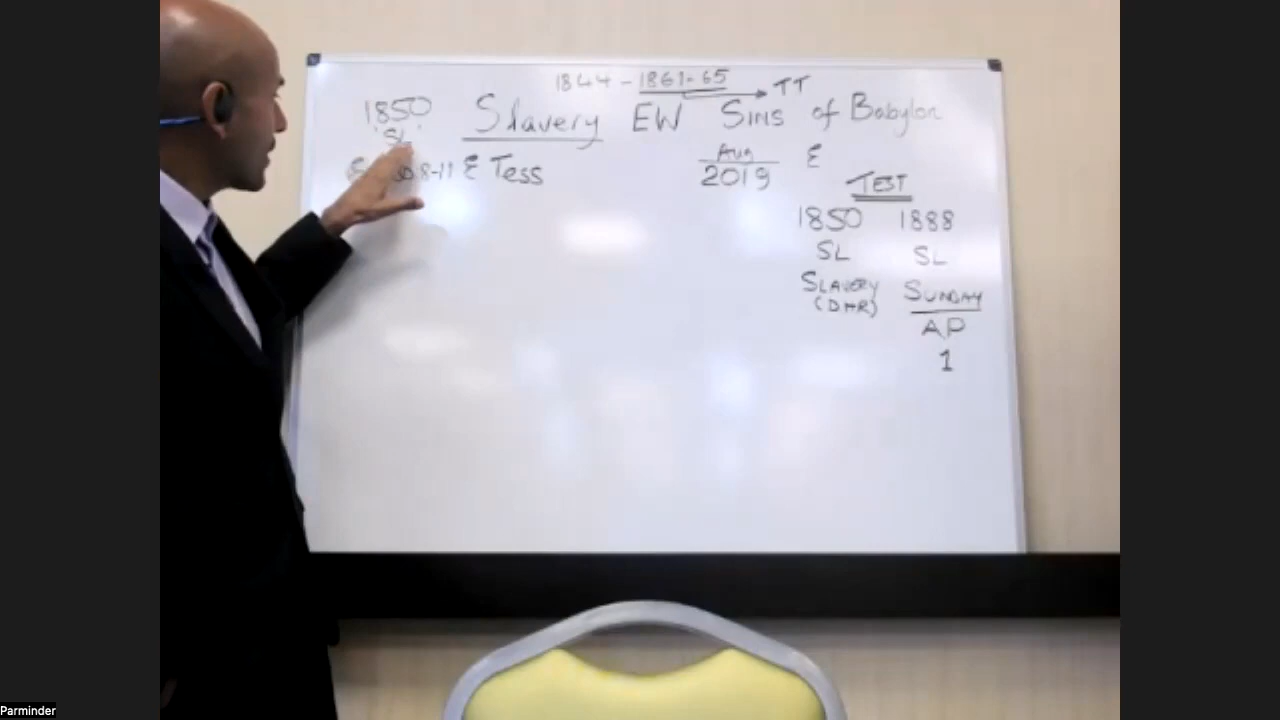 1844 - 1861-65 → TT
1850 Slavery EW Sins of Babylon
'SL'
8-11 E Tess
Aug E
2019
TEST
1850 1888
SL SL
SLAVERY SUNDAY
(DHR) AP
1
Parminder